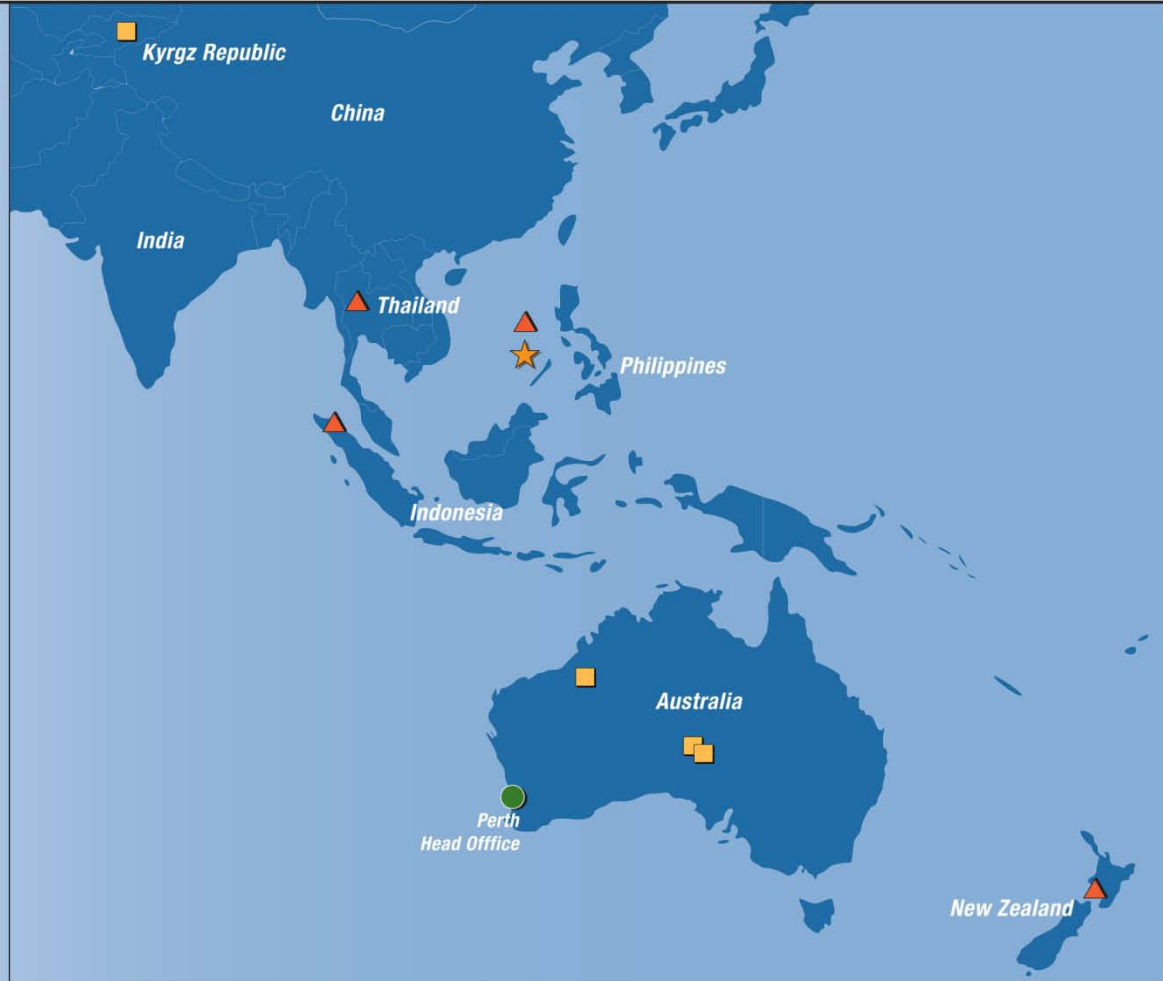 Kyrgz Republic
China
India
Thailand
Philippines
Indonesia
Australia
Perth
Head Offfice
New Zealand